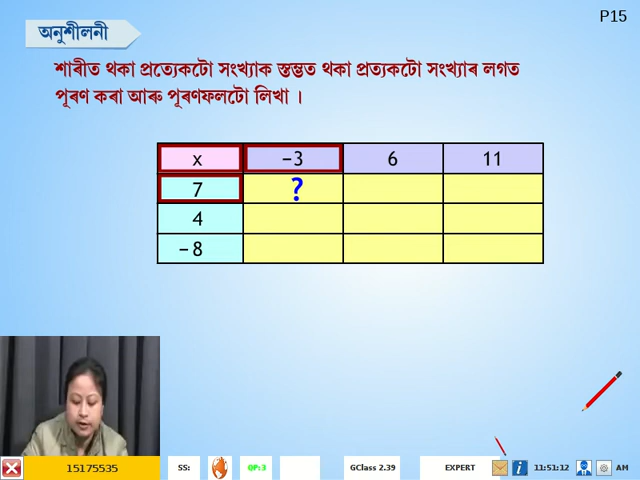 P15
অনুশীলনী
শাৰীত থকা প্ৰত্যেকটো সংখ্যাক স্তম্ভত থকা প্ৰত্যকটো সংখ্যাৰ লগত
পূৰণ কৰা আৰু পূৰণফলটো লিখা ।
x −3 6 11
7 ?
4
−8
15175535 SS: QP:3 GClass 2.39 EXPERT 11:51:12 AM